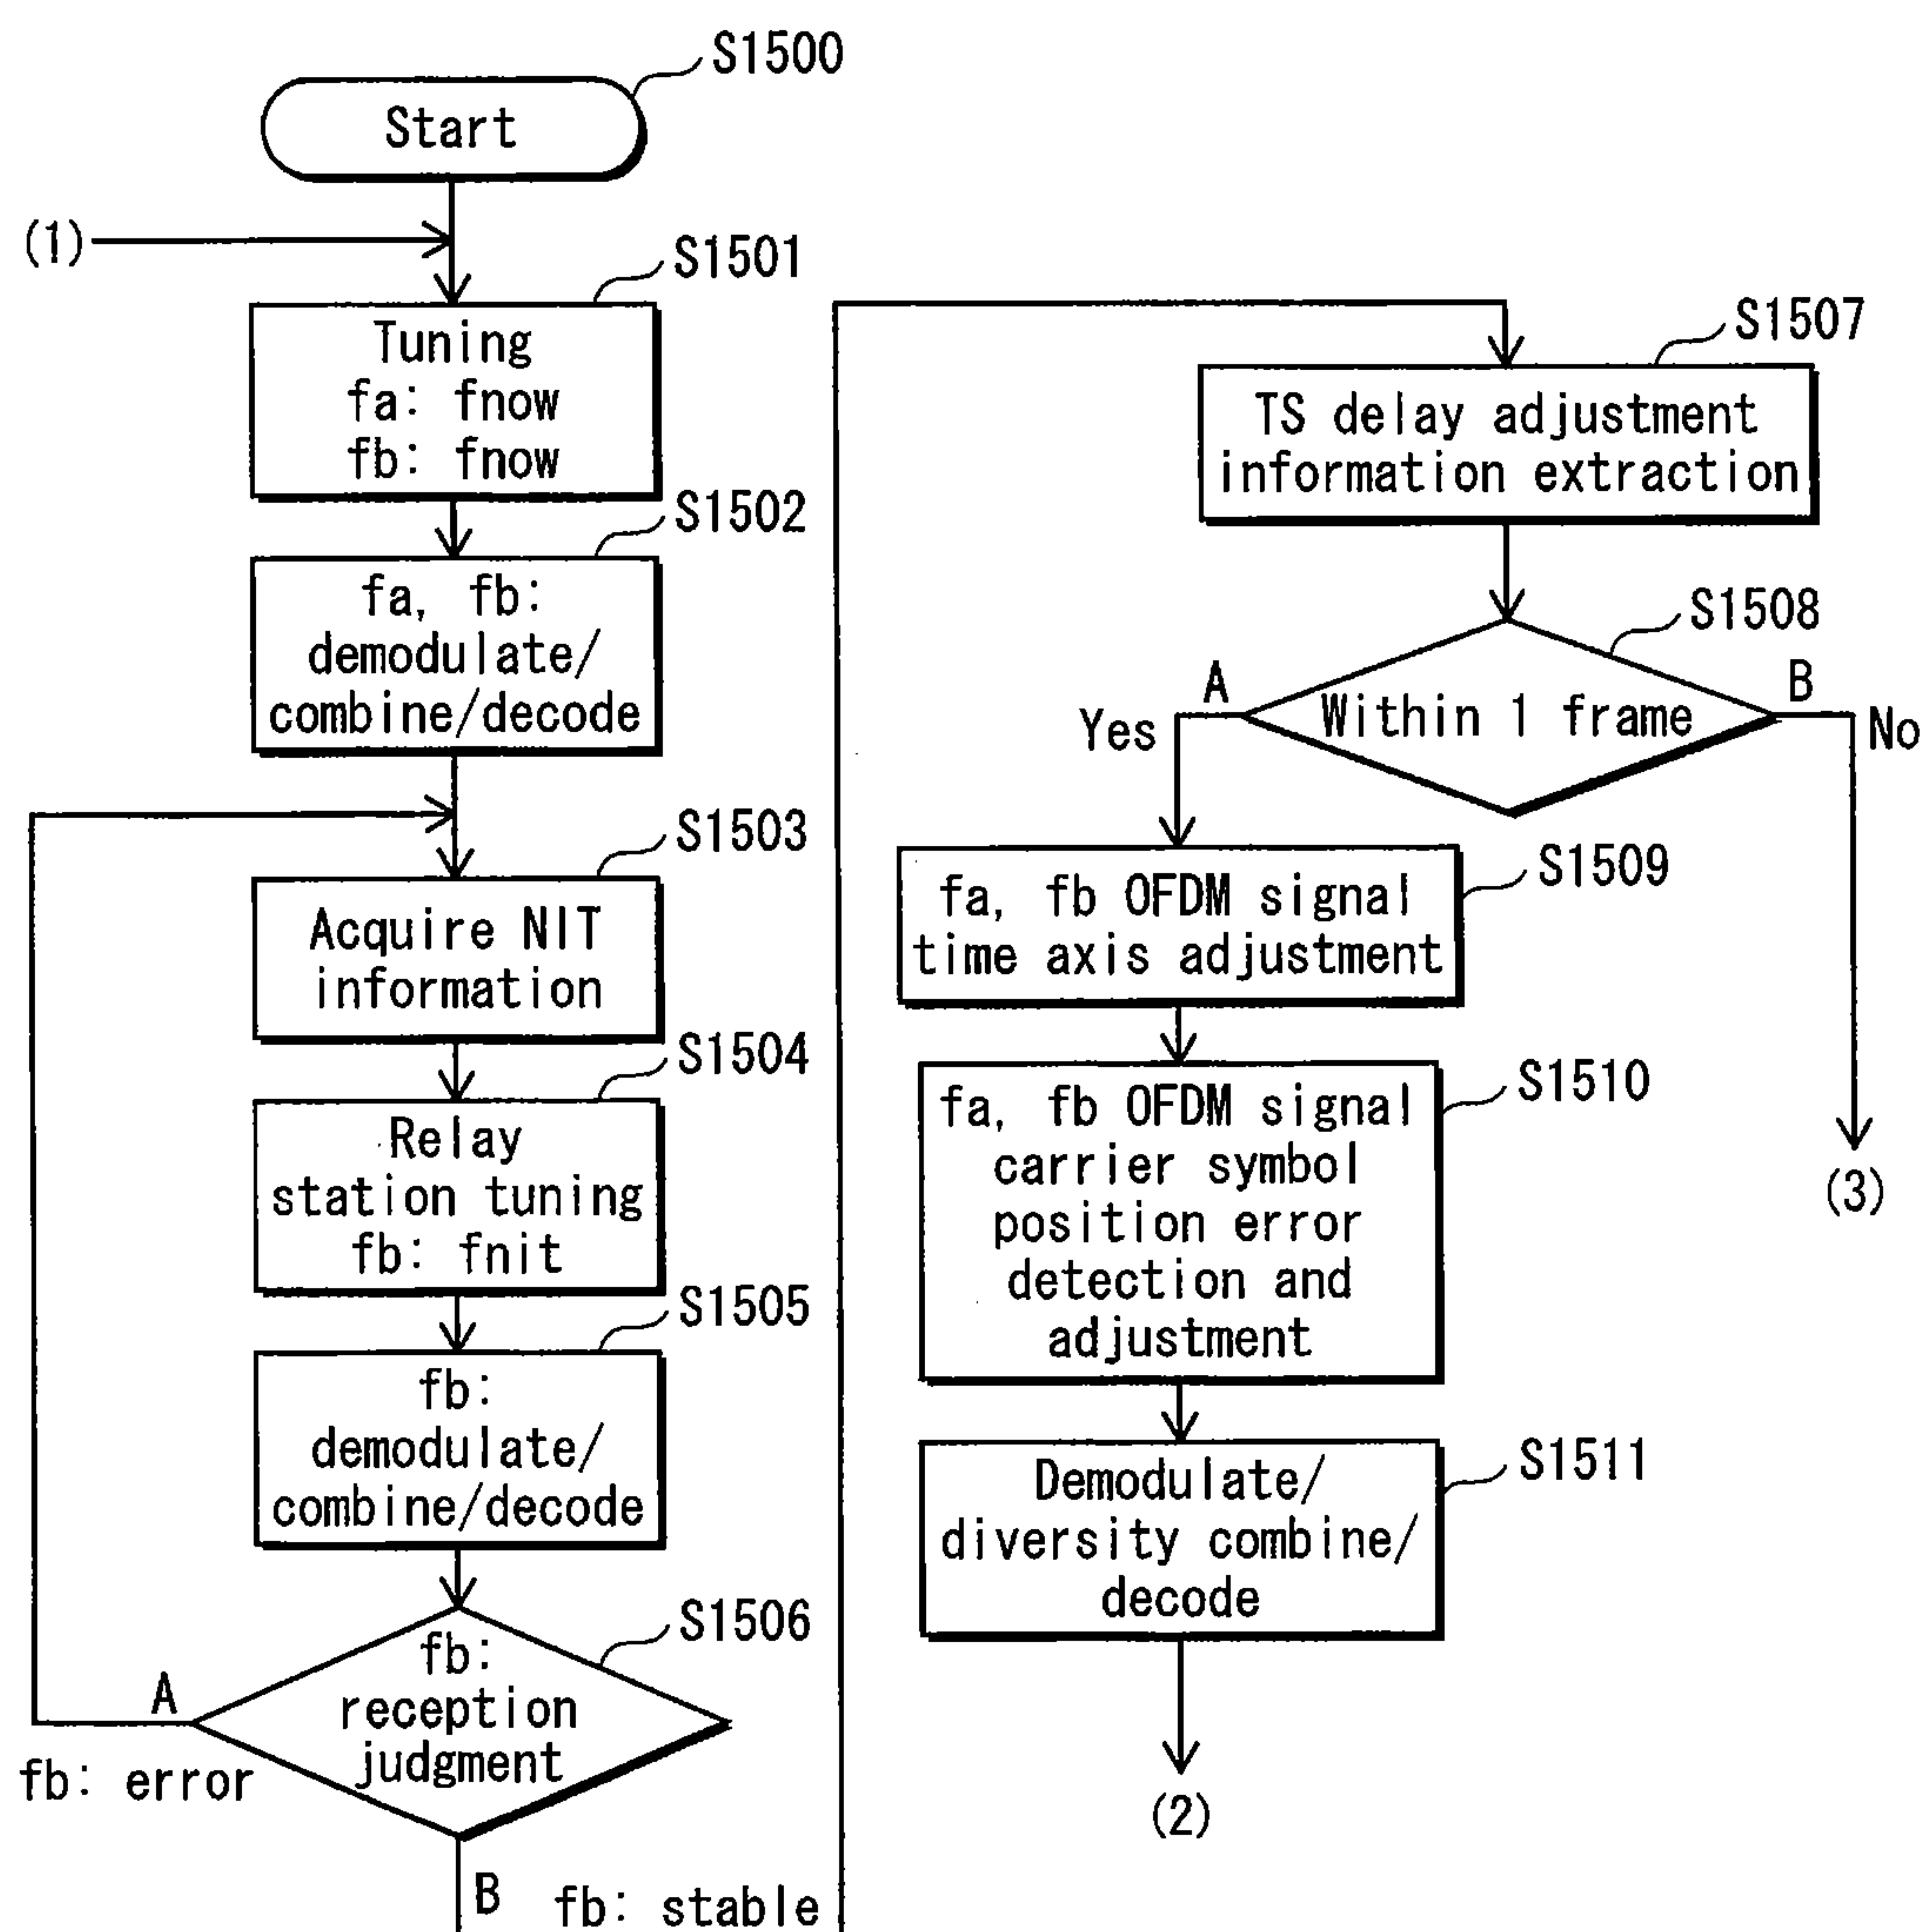 S1500
Start
(1)
S1501
Tuning
fa: fnow
fb: fnow
S1502
fa, fb:
demodulate/
combine/decode
S1503
Acquire NIT
information
S1504
Relay
station tuning
fb: fnit
S1505
fb:
demodulate/
combine/decode
S1506
fb:
reception
judgment
A
fb: error
B
fb: stable
S1507
TS delay adjustment
information extraction
S1508
Within 1 frame
A
Yes
B
No
(3)
S1509
fa, fb OFDM signal
time axis adjustment
S1510
fa, fb OFDM signal
carrier symbol
position error
detection and
adjustment
S1511
Demodulate/
diversity combine/
decode
(2)